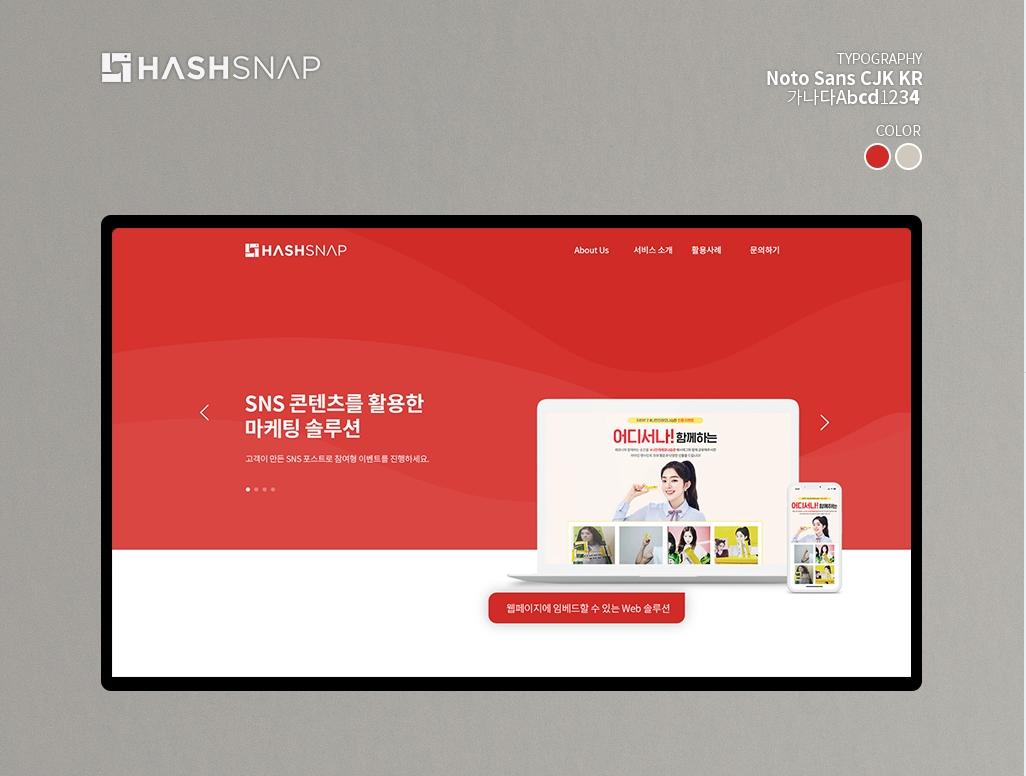 HASHSNAP
TYPOGRAPHY
Noto Sans CJK KR
가나다Abcd1234
COLOR
HASHSNAP
About Us 서비스 소개 활용사례 문의하기
SNS 콘텐츠를 활용한
마케팅 솔루션
고객이 만든 SNS 포스트로 참여형 이벤트를 진행하세요.
어디서나! 함께하는
어디서나! 함께하는
웹페이지에 임베드할 수 있는 Web 솔루션